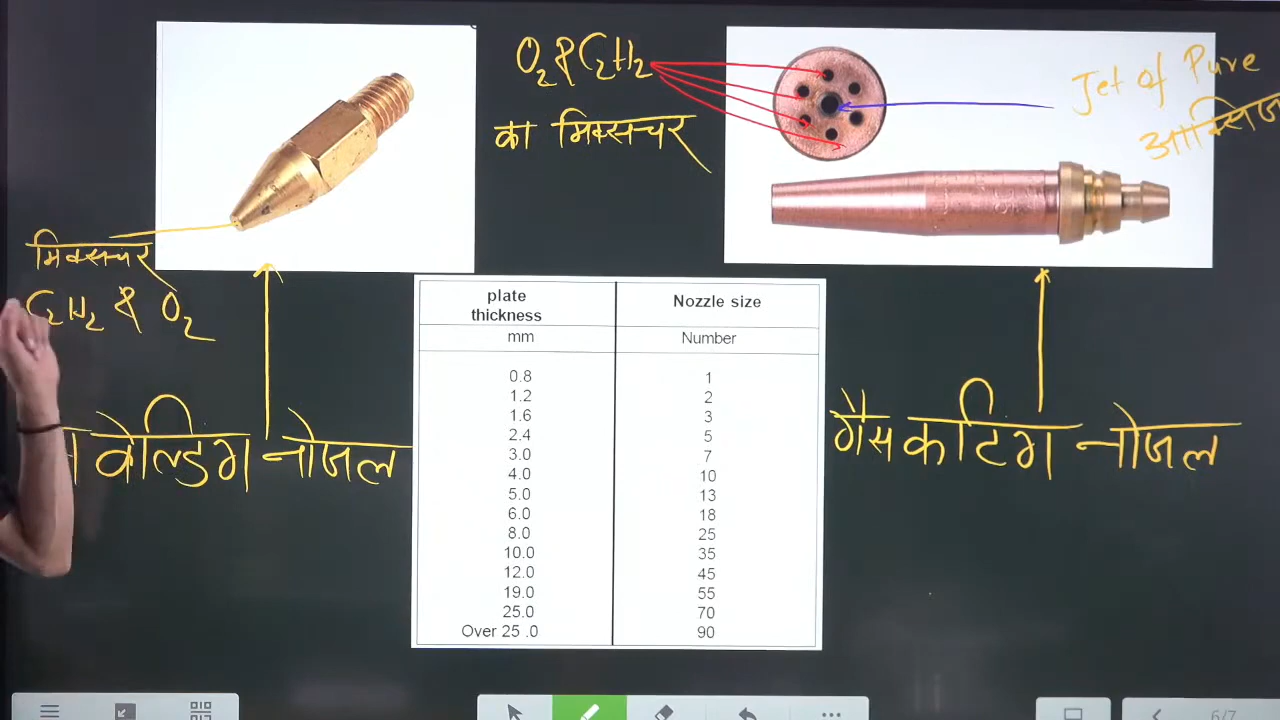 O2 & C2H2
का मिक्सचर
Jet of Pure
मिक्सचर
C2H2 & O2
वेल्डिंग नोजल
गैस कटिंग नोजल
plate thickness | Nozzle size
mm | Number
0.8 | 1
1.2 | 2
1.6 | 3
2.4 | 5
3.0 | 7
4.0 | 10
5.0 | 13
6.0 | 18
8.0 | 25
10.0 | 35
12.0 | 45
19.0 | 55
25.0 | 70
Over 25 .0 | 90